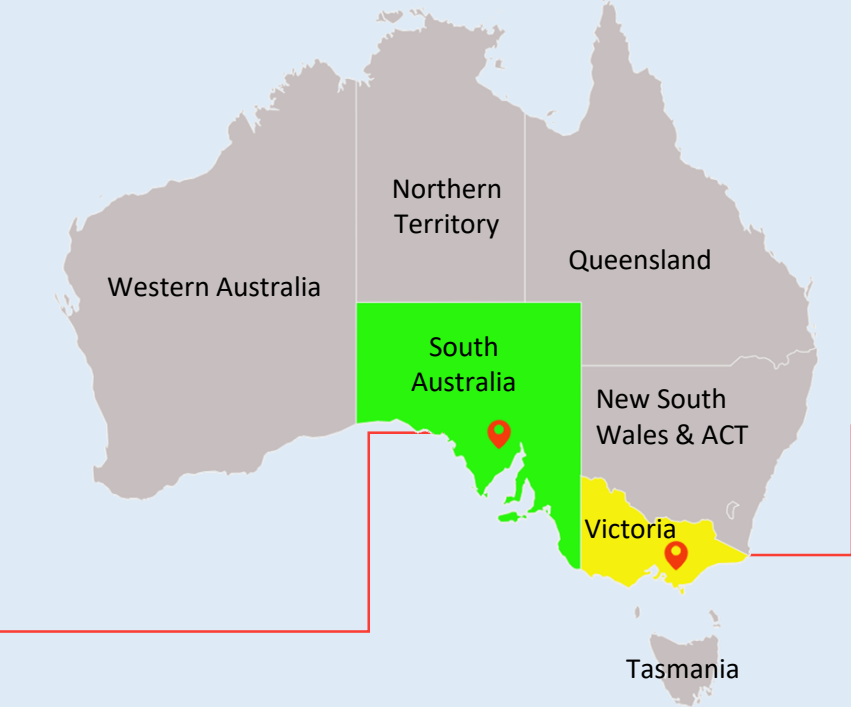 Northern
Territory
Queensland
Western Australia
South
Australia
New South
Wales & ACT
Victoria
Tasmania